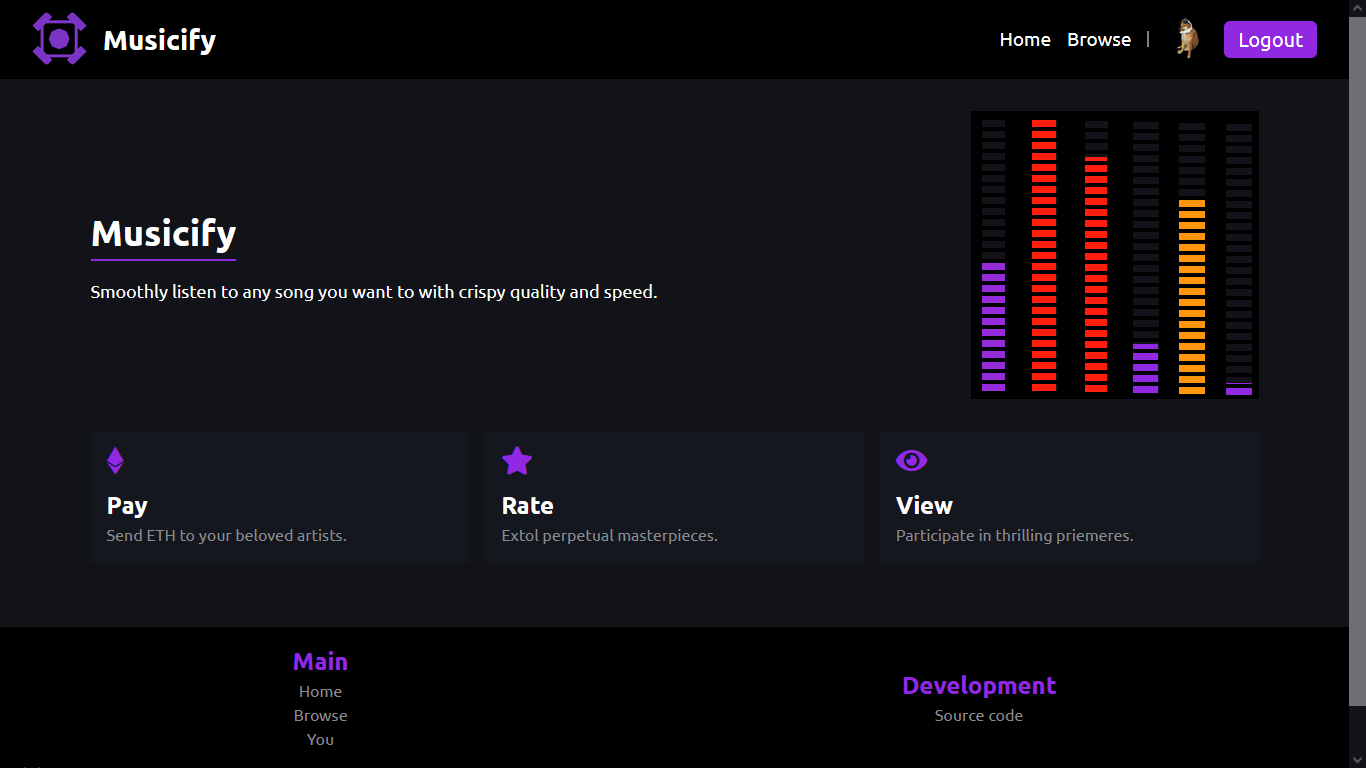 Musicify
Home Browse | Logout
Musicify
Smoothly listen to any song you want to with crispy quality and speed.
Pay
Send ETH to your beloved artists.
Rate
Extol perpetual masterpieces.
View
Participate in thrilling priemeres.
Main
Home
Browse
You
Development
Source code